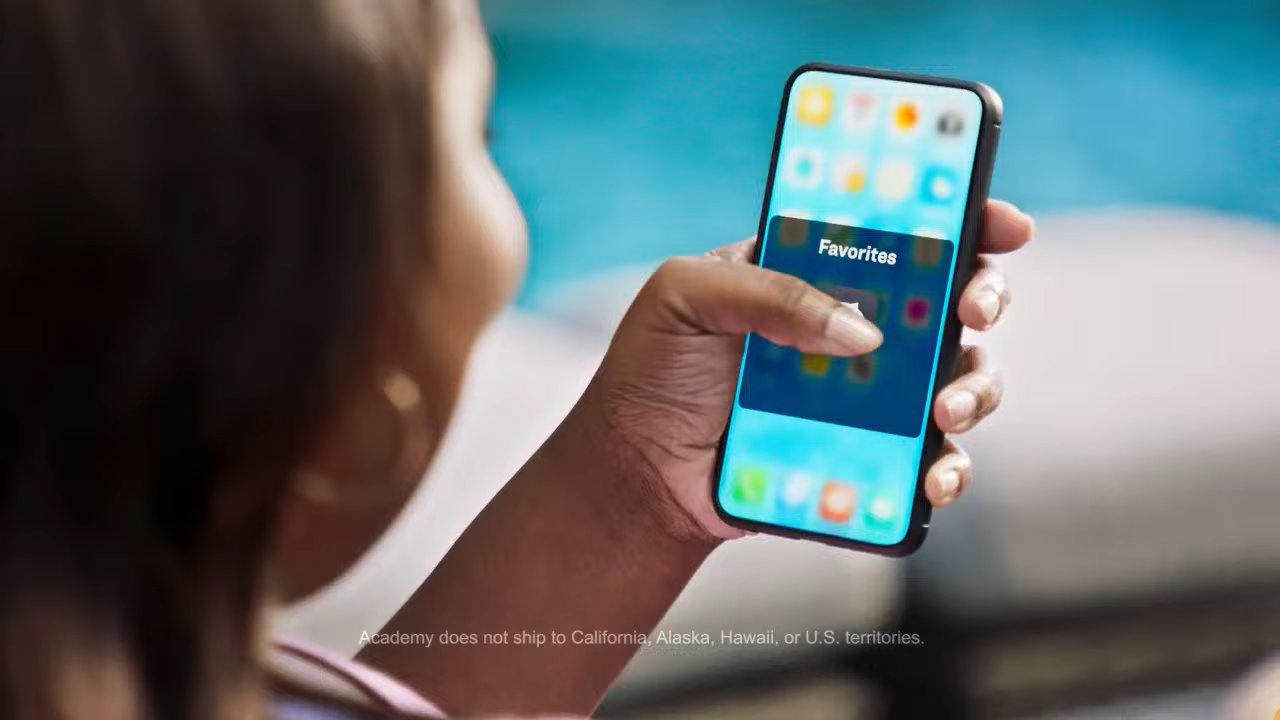 Favorites
Academy does not ship to California, Alaska, Hawaii, or U.S. territories.